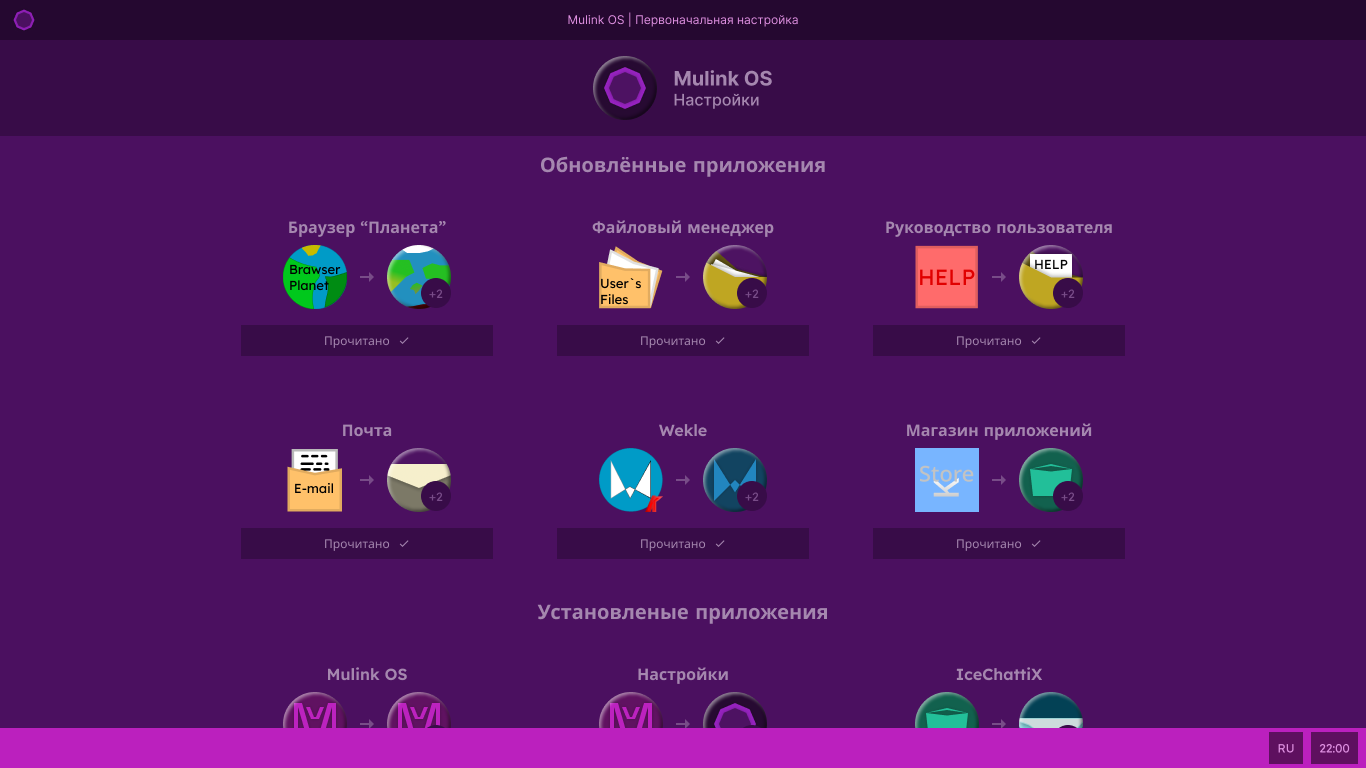 Mulink OS | Первоначальная настройка
Mulink OS
Настройки
Обновлённые приложения
Браузер “Планета”
Файловый менеджер
Руководство пользователя
Brawser
Planet
+2
User`s
Files
+2
HELP
HELP
+2
Прочитано
Прочитано
Прочитано
Почта
Wekle
Магазин приложений
E-mail
+2
+2
Store
+2
Прочитано
Прочитано
Прочитано
Установленые приложения
Mulink OS
Настройки
IceChattiX
RU
22:00